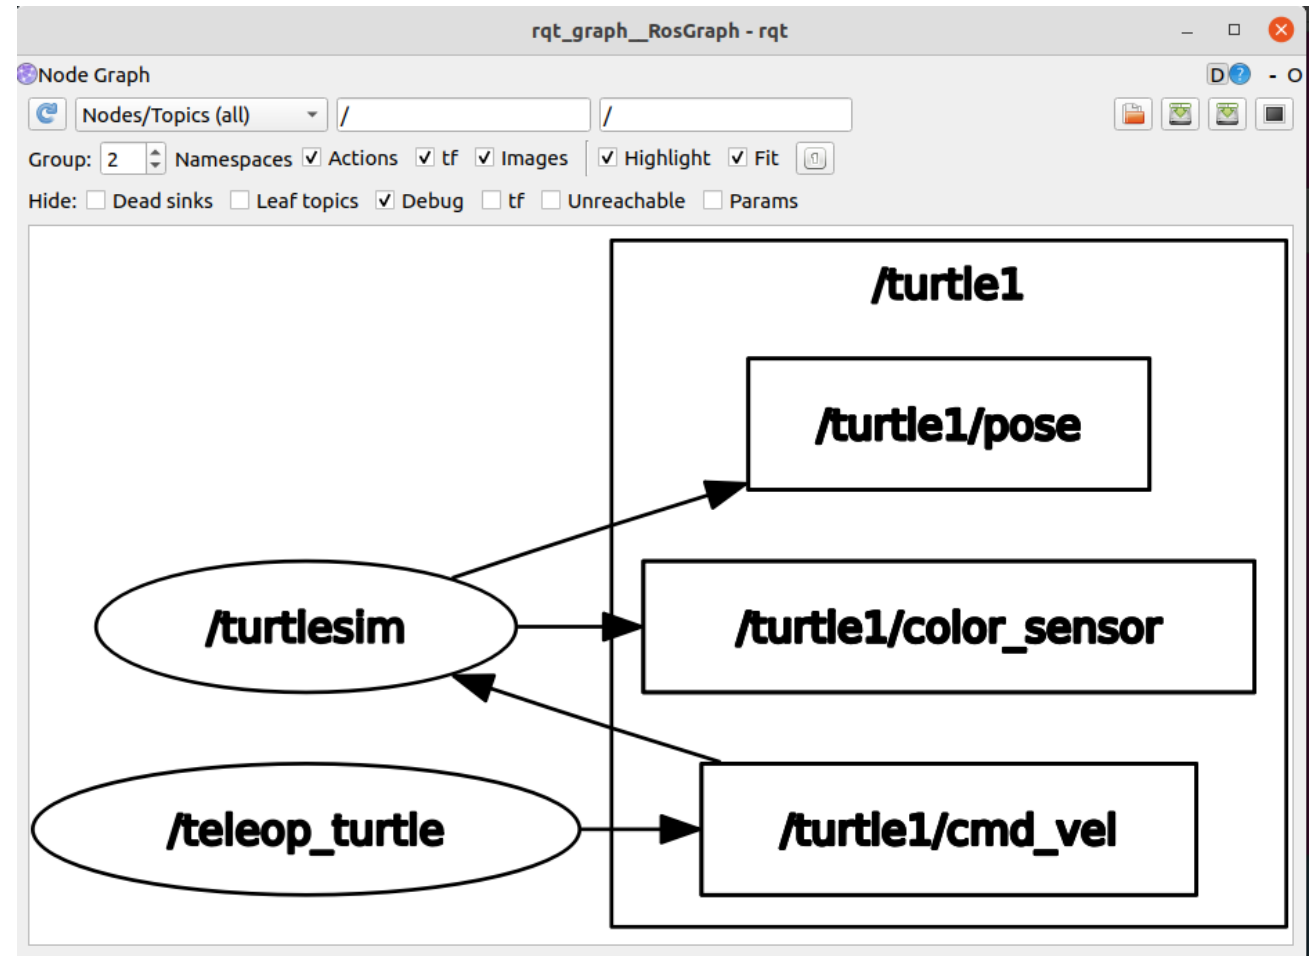 rqt_graph__RosGraph - rqt
Node Graph D ? - O
Nodes/Topics (all) / /
Group: 2 Namespaces Actions tf Images Highlight Fit
Hide: Dead sinks Leaf topics Debug tf Unreachable Params
/turtle1
/turtle1/pose
/turtlesim /turtle1/color_sensor
/teleop_turtle /turtle1/cmd_vel